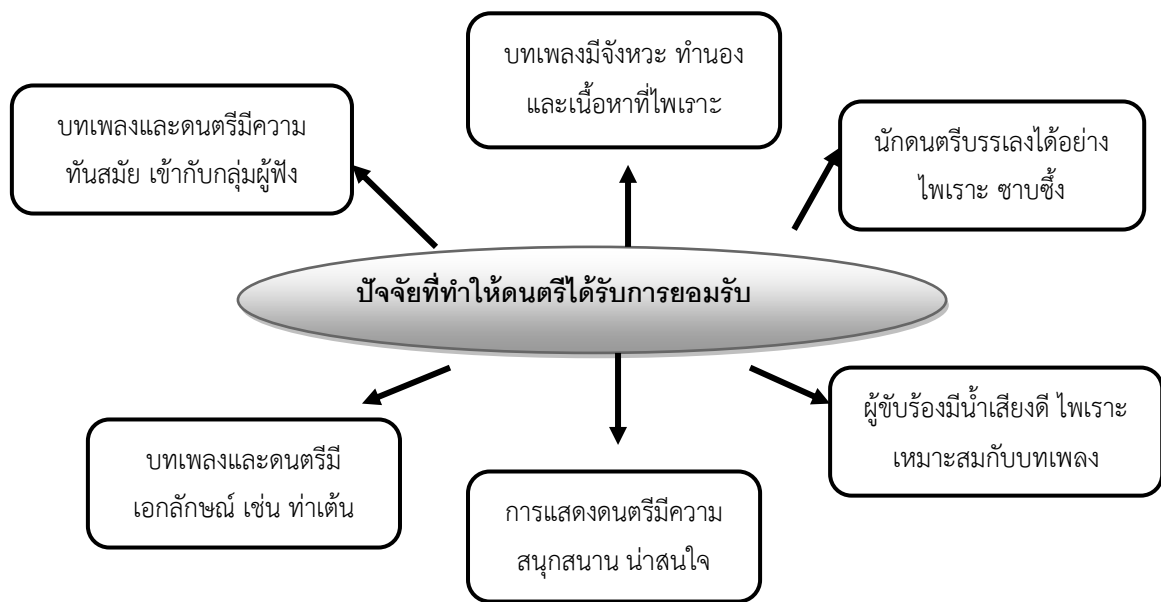 บทเพลงมีจังหวะ ทำนอง
และเนื้อหาที่ไพเราะ
บทเพลงและดนตรีมีความ
ทันสมัย เข้ากับกลุ่มผู้ฟัง
นักดนตรีบรรเลงได้อย่าง
ไพเราะ ซาบซึ้ง
ปัจจัยที่ทำให้ดนตรีได้รับการยอมรับ
ผู้ขับร้องมีน้ำเสียงดี ไพเราะ
เหมาะสมกับบทเพลง
บทเพลงและดนตรีมี
เอกลักษณ์ เช่น ท่าเต้น
การแสดงดนตรีมีความ
สนุกสนาน น่าสนใจ